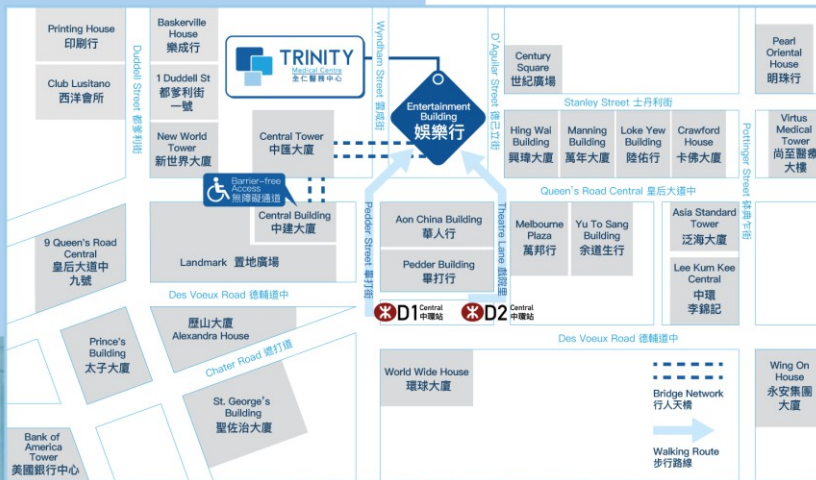 Printing House
印刷行
Club Lusitano
西洋會所
Duddell Street 都爹利街
Baskerville
House
樂成行
1 Duddell St
都爹利街
一號
New World
Tower
新世界大廈
TRINITY
Medical Centre
全仁醫務中心
Central Tower
中匯大廈
Wyndham Street 雲咸街
Entertainment
Building
娛樂行
D'Aguilar Street 德己立街
Century
Square
世紀廣場
Stanley Street 士丹利街
Hing Wai
Building
興瑋大廈
Manning
Building
萬年大廈
Loke Yew
Building
陸佑行
Crawford
House
卡佛大廈
Pottinger Street 砵典乍街
Pearl
Oriental
House
明珠行
Virtus
Medical
Tower
尚至醫療
大樓
Barrier-free
Access
無障礙通道
Queen's Road Central 皇后大道中
Central Building
中建大廈
Landmark 置地廣場
9 Queen's Road
Central
皇后大道中
九號
Pedder Street 畢打街
Aon China Building
華人行
Pedder Building
畢打行
Theatre Lane 戲院里
Melbourne
Plaza
萬邦行
Yu To Sang
Building
余道生行
Asia Standard
Tower
泛海大廈
Lee Kum Kee
Central
中環
李錦記
Des Voeux Road 德輔道中
D1 Central
中環站
D2 Central
中環站
Des Voeux Road 德輔道中
Prince's
Building
太子大廈
歷山大廈
Alexandra House
Chater Road 遮打道
St. George's
Building
聖佐治大廈
Bank of
America
Tower
美國銀行中心
World Wide House
環球大廈
Bridge Network
行人天橋
Walking Route
步行路線
Wing On
House
永安集團
大廈